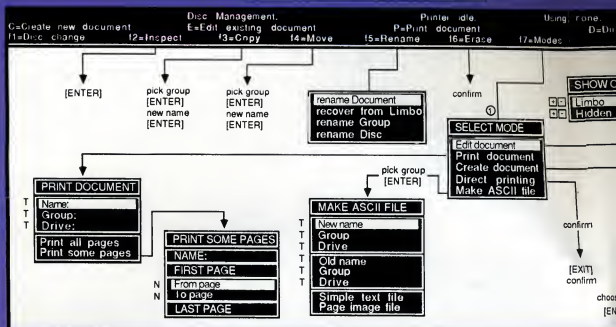 Disc Management. Printer idle. Using; none.
C=Create new document E=Edit existing document P=Print document
f1=Disc change f2=Inspect f3=Copy f4=Move f5=Rename f6=Erase f7=Modes
[ENTER]
pick group
[ENTER]
new name
[ENTER]
pick group
[ENTER]
new name
[ENTER]
rename Document
recover from Limbo
rename Group
rename Disc
confirm
SHOW
Limbo
Hidden
1
SELECT MODE
Edit document
Print document
Create document
Direct printing
Make ASCII file
pick group
[ENTER]
PRINT DOCUMENT
T Name:
T Group:
T Drive:
Print all pages
Print some pages
PRINT SOME PAGES
NAME:
FIRST PAGE
N From page
N To page
LAST PAGE
MAKE ASCII FILE
T New name
T Group
T Drive
T Old name
T Group
T Drive
Simple text file
Page image file
confirm
[EXIT]
confirm